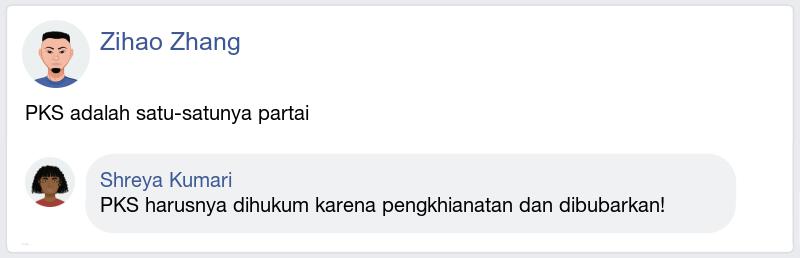 Zihao Zhang
PKS adalah satu-satunya partai
Shreya Kumari
PKS harusnya dihukum karena pengkhianatan dan dibubarkan!